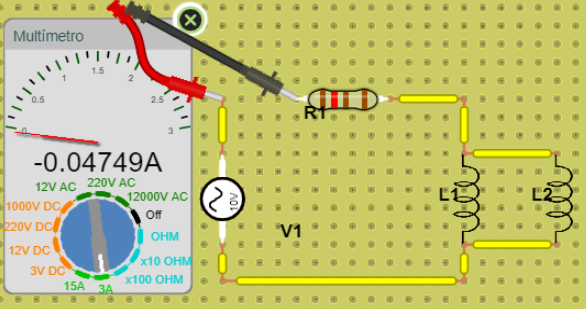 Multímetro
0
0.5
1
1.5
2
2.5
3
-0.04749A
12V AC
220V AC
12000V AC
1000V DC
Off
220V DC
OHM
12V DC
x10 OHM
3V DC
x100 OHM
15A
3A
R1
10V
V1
L1
L2